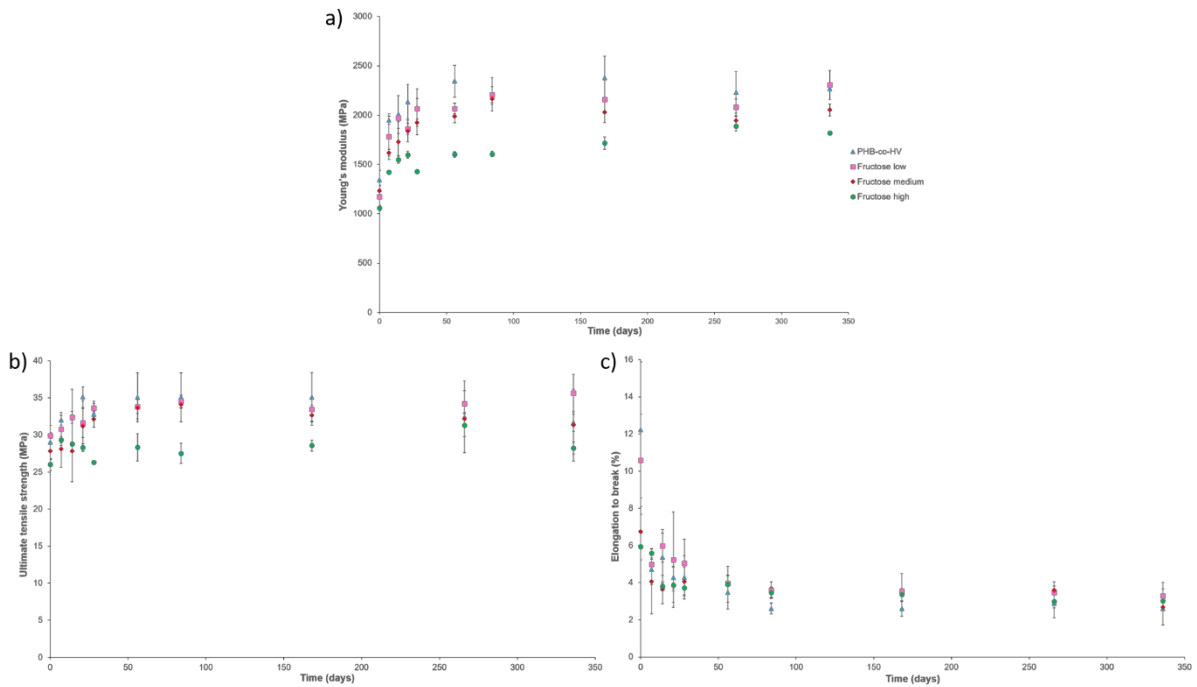 a)
Young's modulus (MPa)
3000
2500
2000
1500
1000
500
0
0 50 100 150 200 250 300 350
Time (days)
PHB-co-HV
Fructose low
Fructose medium
Fructose high
b)
Ultimate tensile strength (MPa)
40
35
30
25
20
15
10
5
0
0 50 100 150 200 250 300 350
Time (days)
c)
Elongation to break (%)
16
14
12
10
8
6
4
2
0
0 50 100 150 200 250 300 350
Time (days)